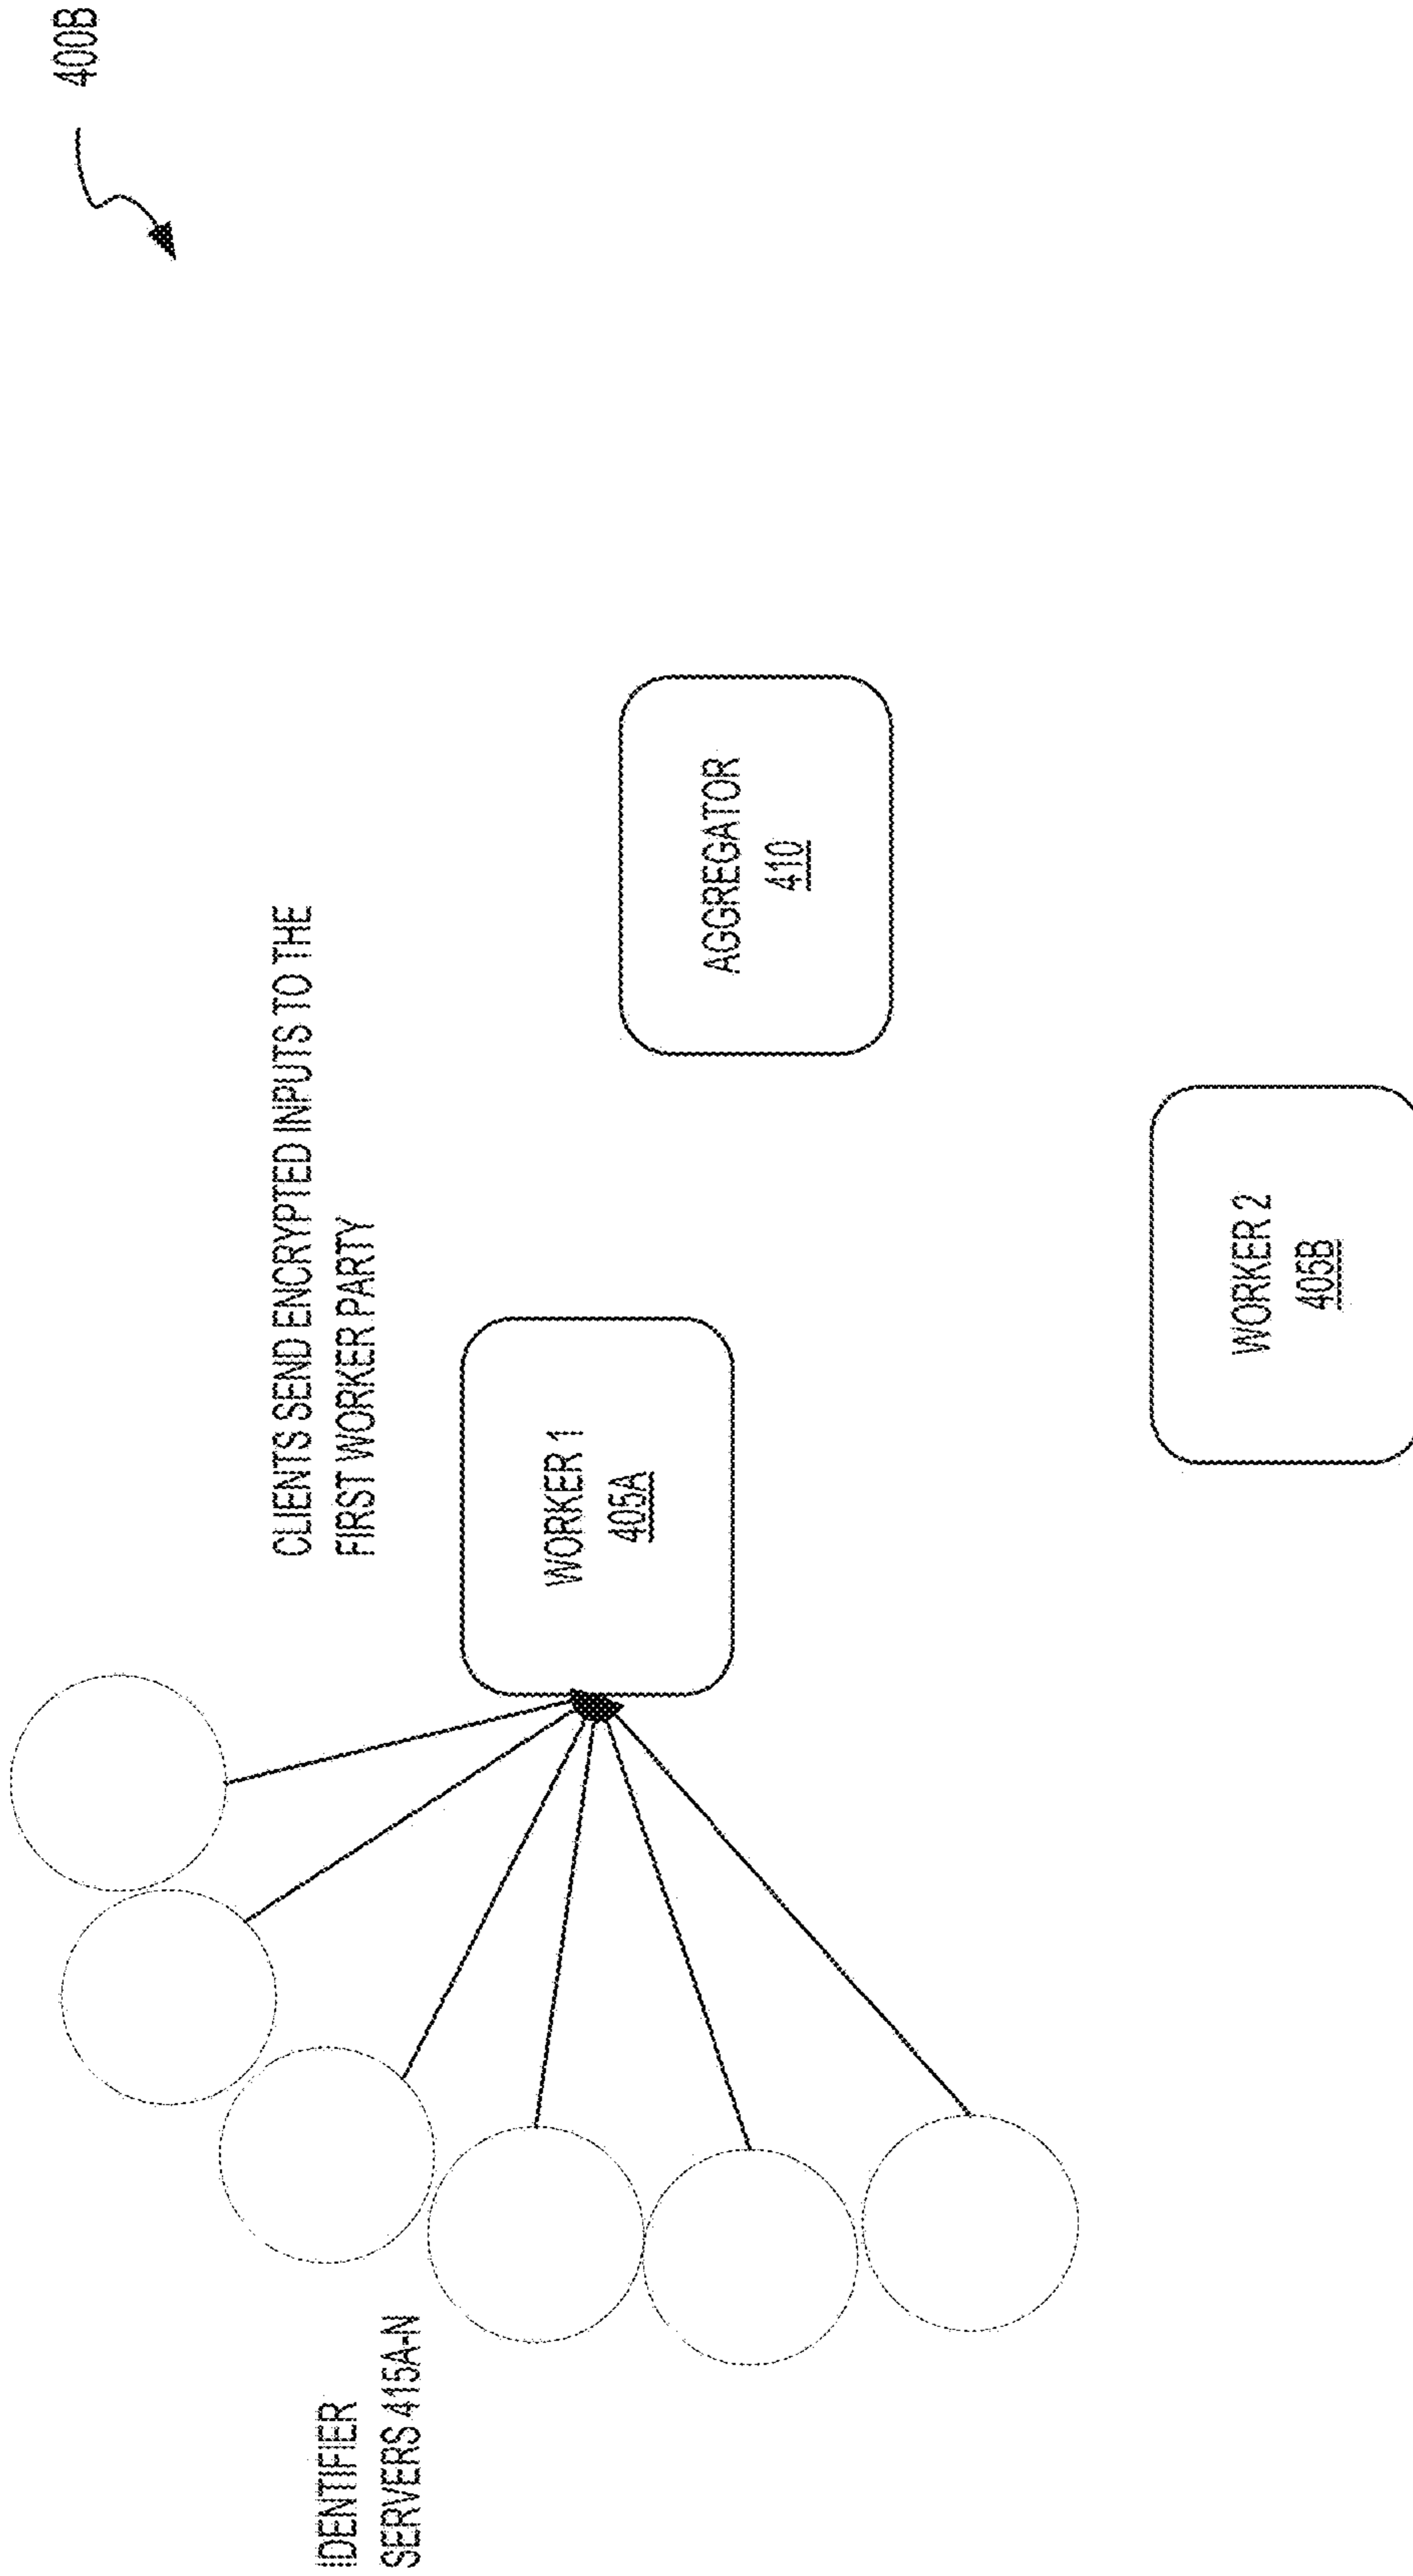 400B
CLIENTS SEND ENCRYPTED INPUTS TO THE
FIRST WORKER PARTY
IDENTIFIER
SERVERS 415A-N
WORKER 1
405A
AGGREGATOR
410
WORKER 2
405B